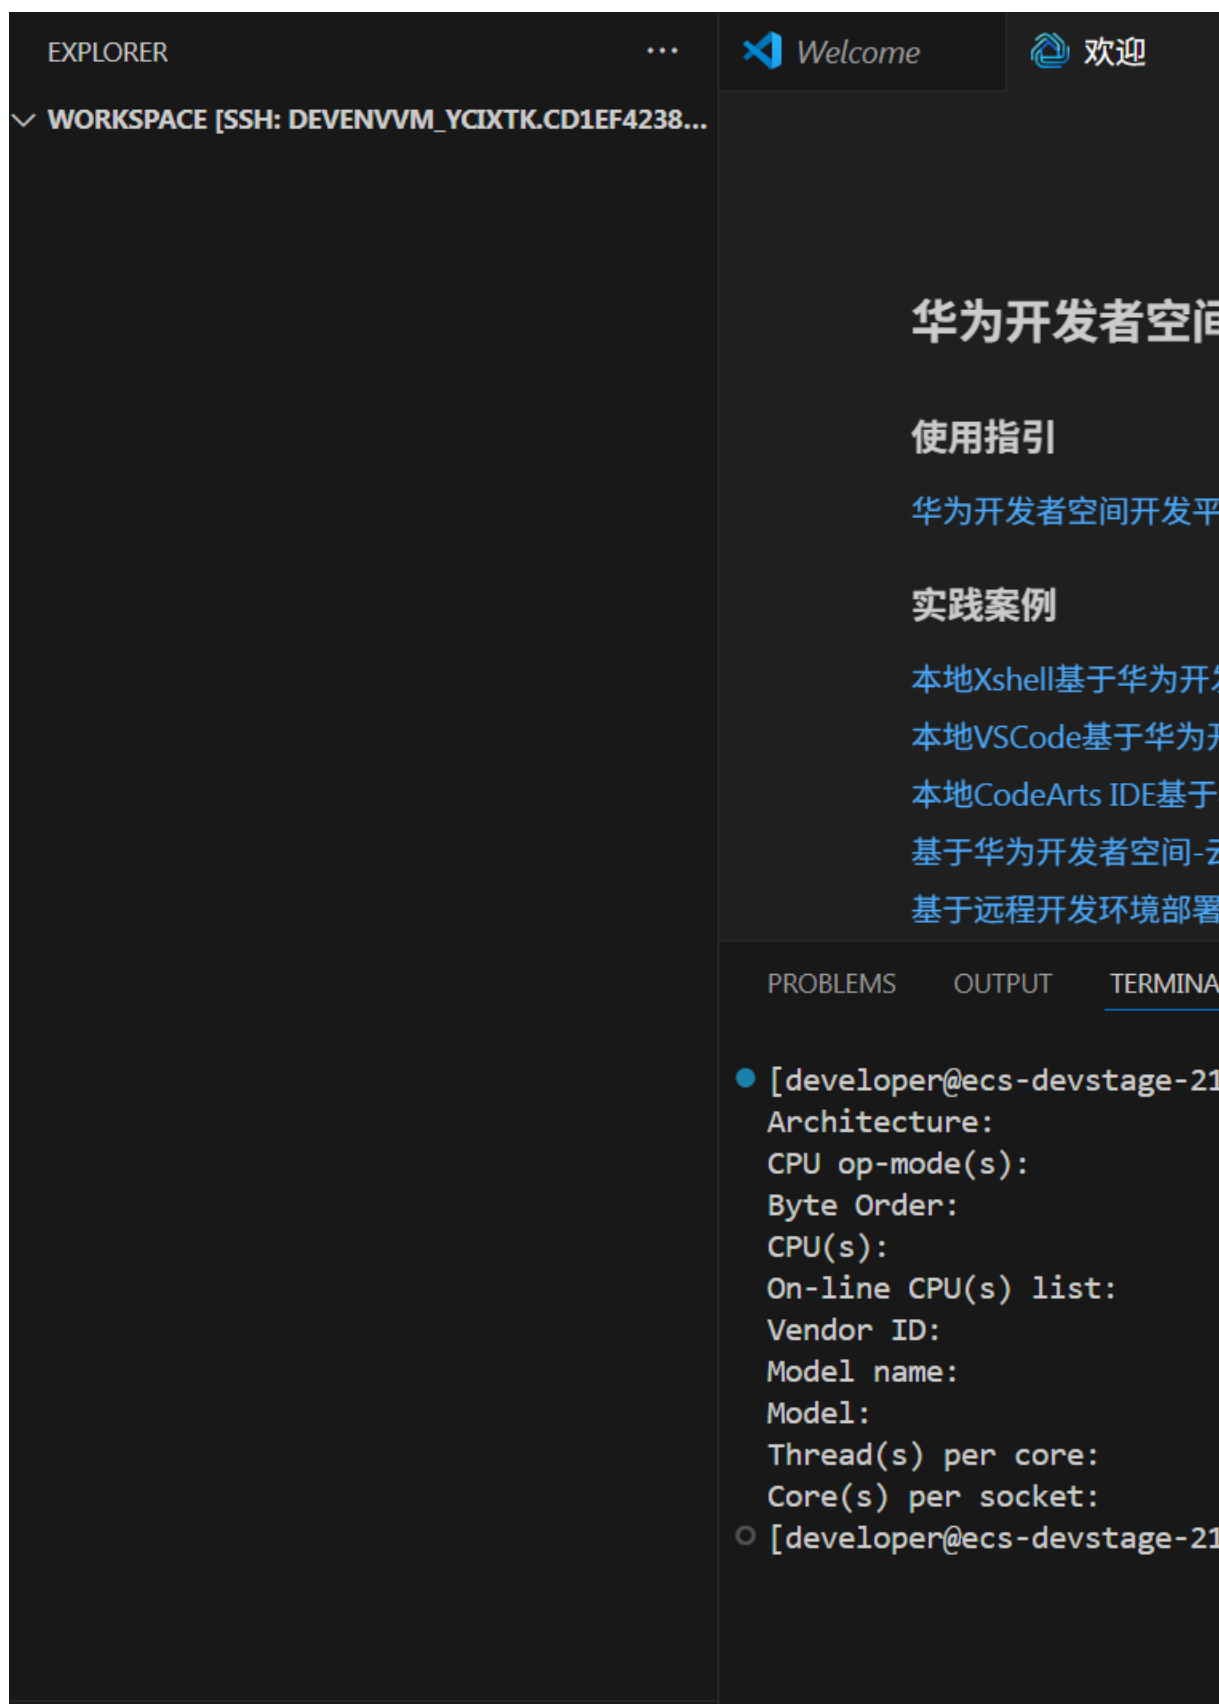 EXPLORER
WORKSPACE [SSH: DEVENVVM_YCIXTK.CD1EF4238...
Welcome
欢迎
华为开发者空间
使用指引
华为开发者空间开发平
实践案例
本地Xshell基于华为开发
本地VSCode基于华为开
本地CodeArts IDE基于
基于华为开发者空间-云
基于远程开发环境部署
PROBLEMS OUTPUT TERMINA
[developer@ecs-devstage-21
Architecture:
CPU op-mode(s):
Byte Order:
CPU(s):
On-line CPU(s) list:
Vendor ID:
Model name:
Model:
Thread(s) per core:
Core(s) per socket:
[developer@ecs-devstage-21